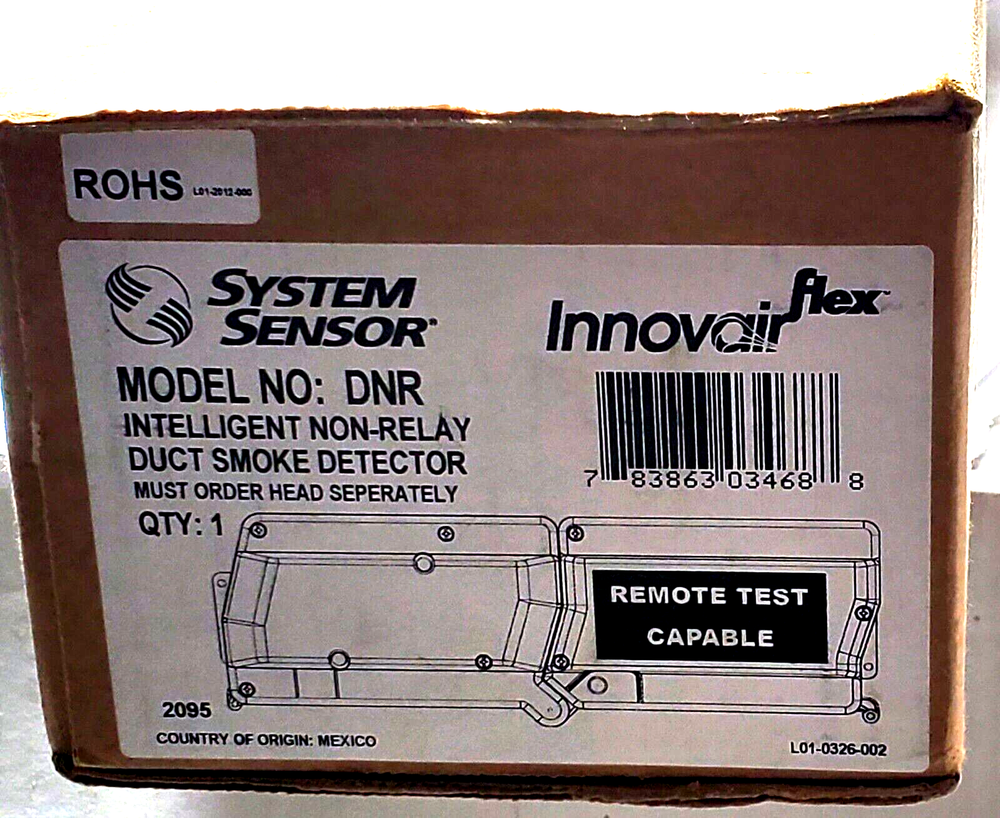 ROHS L01-2012-000
SYSTEM
SENSOR®
Innovairflex™
MODEL NO: DNR
INTELLIGENT NON-RELAY
DUCT SMOKE DETECTOR
MUST ORDER HEAD SEPERATELY
QTY: 1
7 83863 03468 8
REMOTE TEST
CAPABLE
2095
COUNTRY OF ORIGIN: MEXICO
L01-0326-002